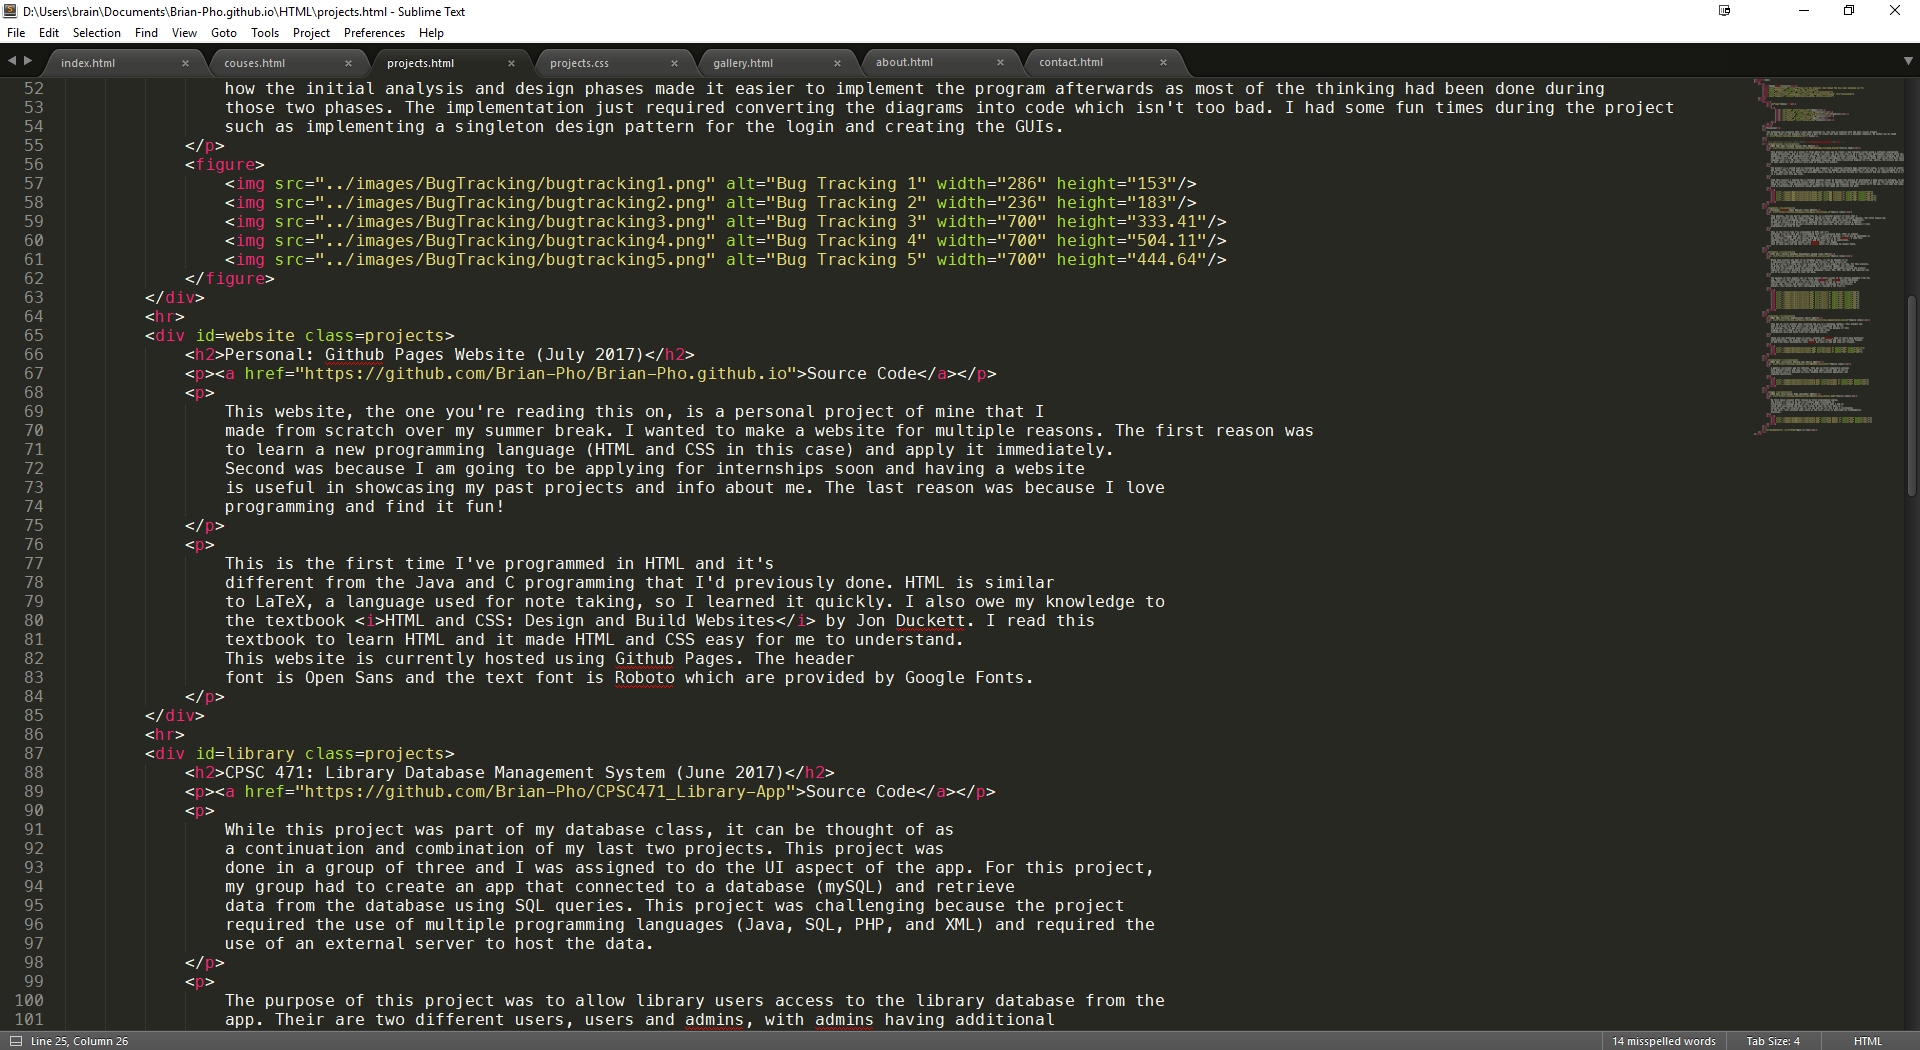 D:\Users\brain\Documents\Brian-Pho.github.io\HTML\projects.html - Sublime Text
File Edit Selection Find View Goto Tools Project Preferences Help
index.html × couses.html × projects.html × projects.css × gallery.html × about.html × contact.html ×
52 how the initial analysis and design phases made it easier to implement the program afterwards as most of the thinking had been done during
53 those two phases. The implementation just required converting the diagrams into code which isn't too bad. I had some fun times during the project
54 such as implementing a singleton design pattern for the login and creating the GUIs.
55 </p>
56 <figure>
57 <img src="../images/BugTracking/bugtracking1.png" alt="Bug Tracking 1" width="286" height="153"/>
58 <img src="../images/BugTracking/bugtracking2.png" alt="Bug Tracking 2" width="236" height="183"/>
59 <img src="../images/BugTracking/bugtracking3.png" alt="Bug Tracking 3" width="700" height="333.41"/>
60 <img src="../images/BugTracking/bugtracking4.png" alt="Bug Tracking 4" width="700" height="504.11"/>
61 <img src="../images/BugTracking/bugtracking5.png" alt="Bug Tracking 5" width="700" height="444.64"/>
62 </figure>
63 </div>
64 <hr>
65 <div id=website class=projects>
66 <h2>Personal: Github Pages Website (July 2017)</h2>
67 <p><a href="https://github.com/Brian-Pho/Brian-Pho.github.io">Source Code</a></p>
68 <p>
69 This website, the one you're reading this on, is a personal project of mine that I
70 made from scratch over my summer break. I wanted to make a website for multiple reasons. The first reason was
71 to learn a new programming language (HTML and CSS in this case) and apply it immediately.
72 Second was because I am going to be applying for internships soon and having a website
73 is useful in showcasing my past projects and info about me. The last reason was because I love
74 programming and find it fun!
75 </p>
76 <p>
77 This is the first time I've programmed in HTML and it's
78 different from the Java and C programming that I'd previously done. HTML is similar
79 to LaTeX, a language used for note taking, so I learned it quickly. I also owe my knowledge to
80 the textbook <i>HTML and CSS: Design and Build Websites</i> by Jon Duckett. I read this
81 textbook to learn HTML and it made HTML and CSS easy for me to understand.
82 This website is currently hosted using Github Pages. The header
83 font is Open Sans and the text font is Roboto which are provided by Google Fonts.
84 </p>
85 </div>
86 <hr>
87 <div id=library class=projects>
88 <h2>CPSC 471: Library Database Management System (June 2017)</h2>
89 <p><a href="https://github.com/Brian-Pho/CPSC471_Library-App">Source Code</a></p>
90 <p>
91 While this project was part of my database class, it can be thought of as
92 a continuation and combination of my last two projects. This project was
93 done in a group of three and I was assigned to do the UI aspect of the app. For this project,
94 my group had to create an app that connected to a database (mySQL) and retrieve
95 data from the database using SQL queries. This project was challenging because the project
96 required the use of multiple programming languages (Java, SQL, PHP, and XML) and required the
97 use of an external server to host the data.
98 </p>
99 <p>
100 The purpose of this project was to allow library users access to the library database from the
101 app. Their are two different users, users and admins, with admins having additional
Line 25, Column 26 14 misspelled words Tab Size: 4 HTML